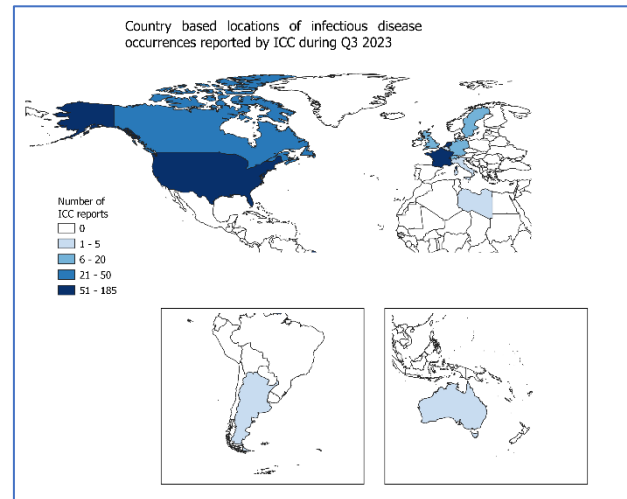 Country based locations of infectious disease
occurrences reported by ICC during Q3 2023
Number of
ICC reports
0
1 - 5
6 - 20
21 - 50
51 - 185